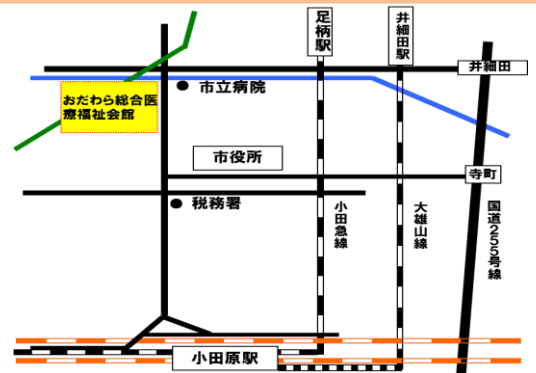 足柄駅
井細田駅
井細田
市立病院
おだわら総合医
療福祉会館
市役所
寺町
税務署
小田急線
大雄山線
国道255号線
小田原駅